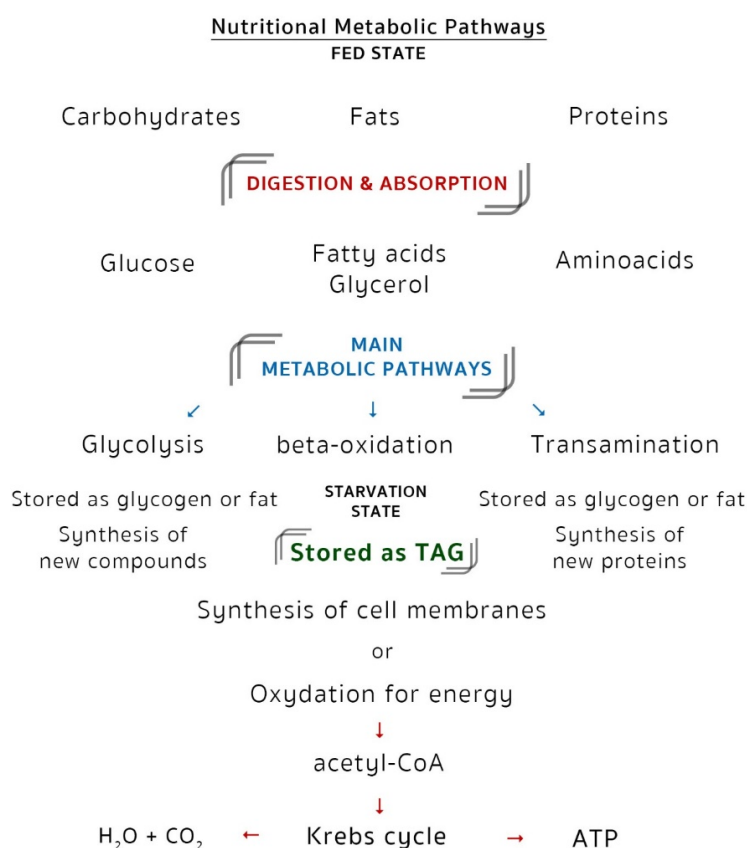 Nutritional Metabolic Pathways
FED STATE
Carbohydrates Fats Proteins
DIGESTION & ABSORPTION
Glucose
Fatty acids
Glycerol
Aminoacids
MAIN
METABOLIC PATHWAYS
↙ ↓ ↘
Glycolysis beta-oxidation Transamination
Stored as glycogen or fat
Synthesis of
new compounds
STARVATION
STATE
Stored as TAG
Stored as glycogen or fat
Synthesis of
new proteins
Synthesis of cell membranes
or
Oxydation for energy
↓
acetyl-CoA
↓
H₂O + CO₂ ← Krebs cycle → ATP